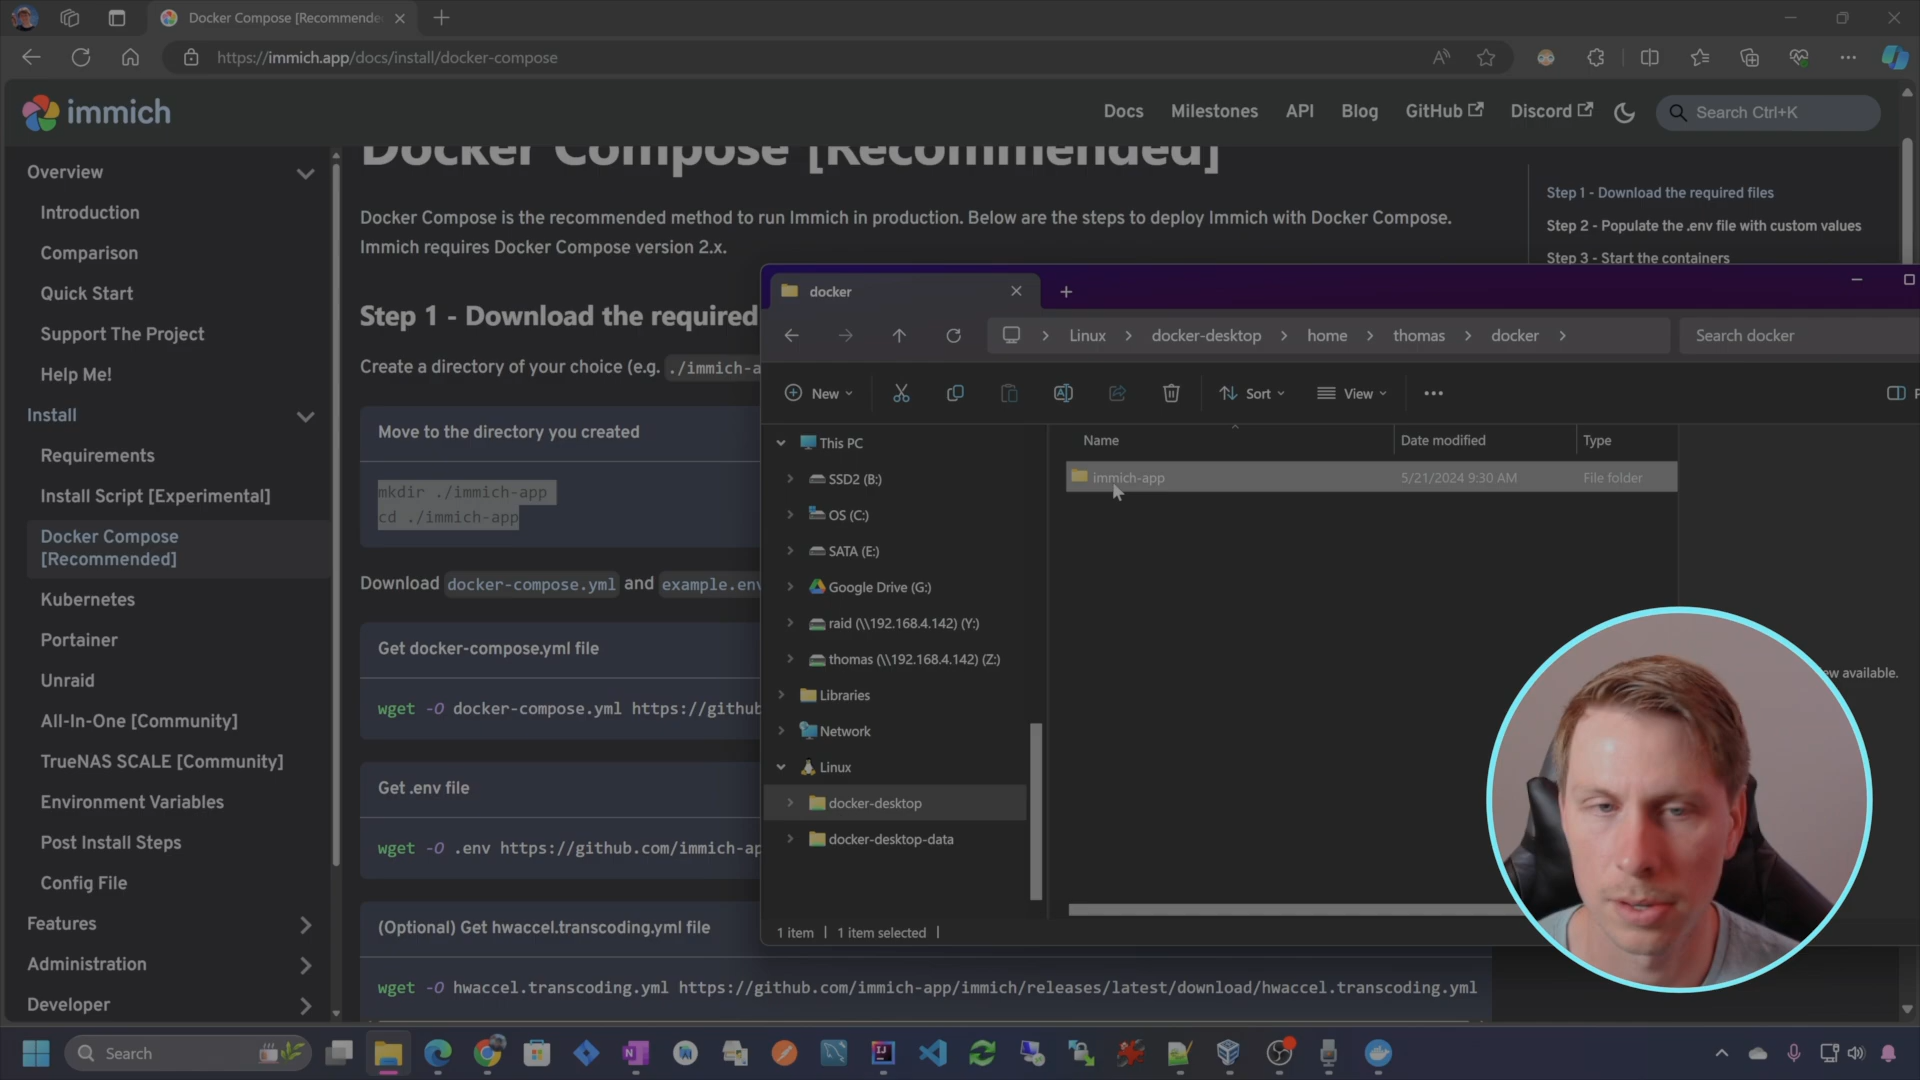 Docker Compose [Recommende
https://immich.app/docs/install/docker-compose
immich
Docs
Milestones
API
Blog
GitHub
Discord
Search Ctrl+K
Overview
Introduction
Comparison
Quick Start
Support The Project
Help Me!
Install
Requirements
Install Script [Experimental]
Docker Compose
[Recommended]
Kubernetes
Portainer
Unraid
All-In-One [Community]
TrueNAS SCALE [Community]
Environment Variables
Post Install Steps
Config File
Features
Administration
Developer
Docker Compose [Recommended]
Docker Compose is the recommended method to run Immich in production. Below are the steps to deploy Immich with Docker Compose.
Immich requires Docker Compose version 2.x.
Step 1 - Download the required
Create a directory of your choice (e.g. ./immich-a
Move to the directory you created
mkdir ./immich-app
cd ./immich-app
Download docker-compose.yml and example.env
Get docker-compose.yml file
wget -O docker-compose.yml https://githu
Get .env file
wget -O .env https://github.com/immich-ap
(Optional) Get hwaccel.transcoding.yml file
wget -O hwaccel.transcoding.yml https://github.com/immich-app/immich/releases/latest/download/hwaccel.transcoding.yml
Step 1 - Download the required files
Step 2 - Populate the .env file with custom values
Step 3 - Start the containers
docker
Linux > docker-desktop > home > thomas > docker >
Search docker
New
Sort
View
This PC
SSD2 (B:)
OS (C:)
SATA (E:)
Google Drive (G:)
raid (\\192.168.4.142) (Y:)
thomas (\\192.168.4.142) (Z:)
Libraries
Network
Linux
docker-desktop
docker-desktop-data
Name
Date modified
Type
immich-app
5/21/2024 9:30 AM
File folder
available.
1 item
1 item selected
Search